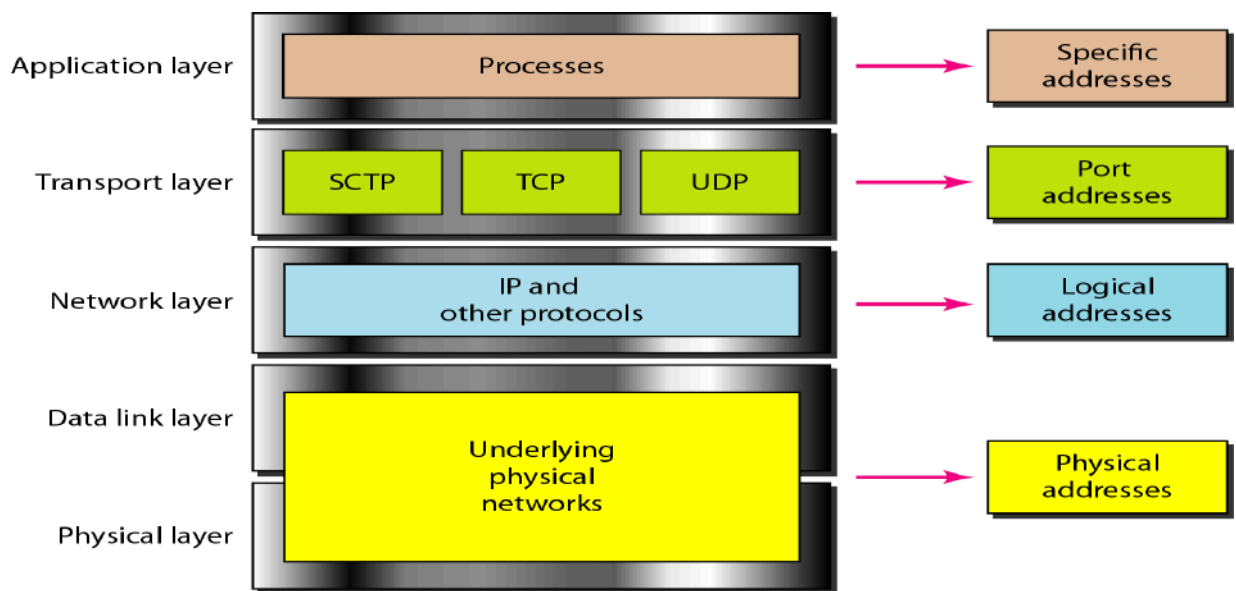 Application layer
Processes
Specific
addresses
Transport layer
SCTP
TCP
UDP
Port
addresses
Network layer
IP and
other protocols
Logical
addresses
Data link layer
Underlying
physical
networks
Physical
addresses
Physical layer